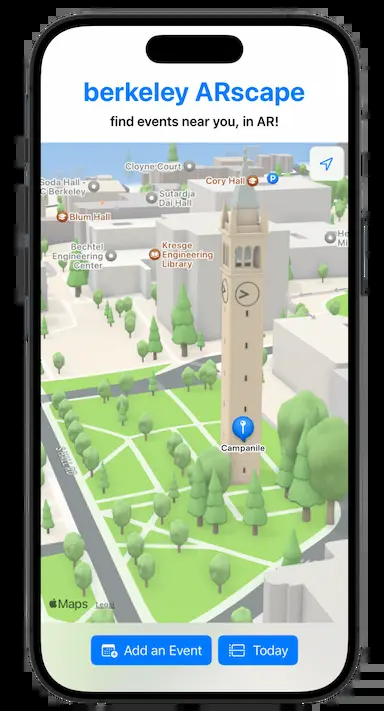 berkeley ARscape
find events near you, in AR!
Cloyne Court
Soda Hall -
C Berkeley
Cory Hall
P
Sutardja
Dai Hall
Blum Hall
He
Mi
Bechtel
Engineering
Center
Kresge
Engineering
Library
Campanile
Maps
Legal
Add an Event
Today